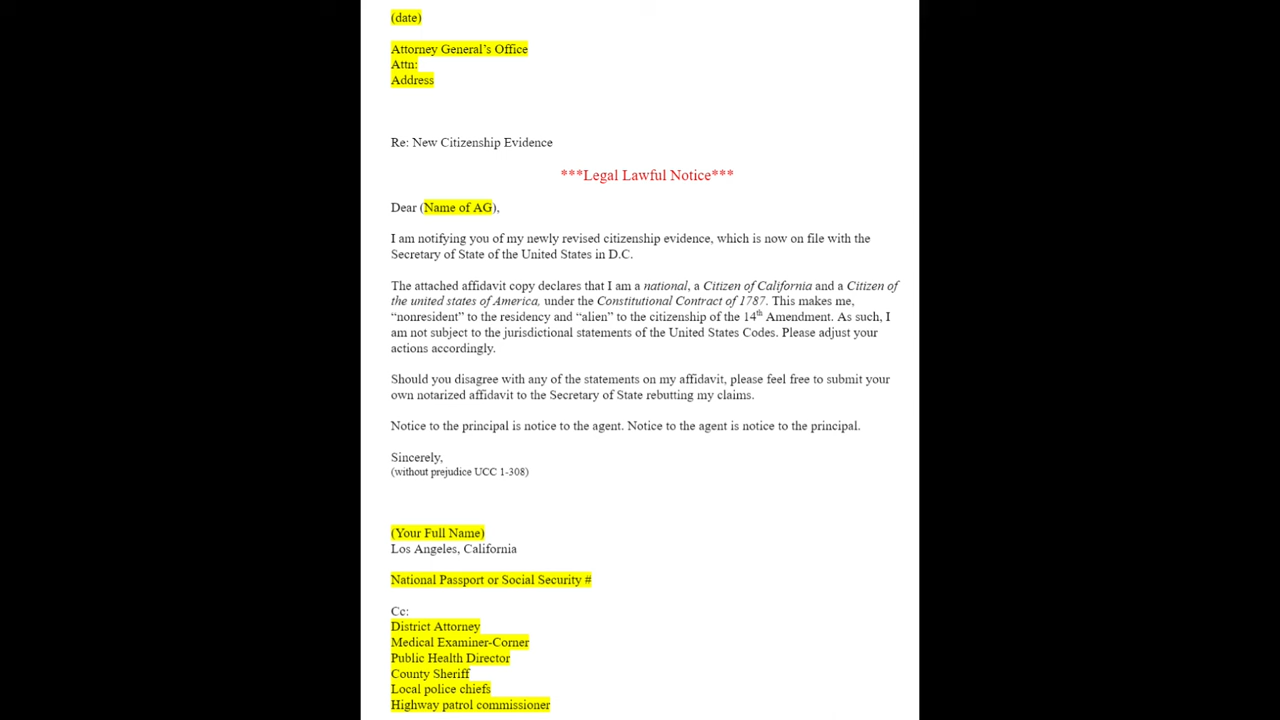 (date)
Attorney General's Office
Attn:
Address
Re: New Citizenship Evidence
***Legal Lawful Notice***
Dear (Name of AG),
I am notifying you of my newly revised citizenship evidence, which is now on file with the
Secretary of State of the United States in D.C.
The attached affidavit copy declares that I am a national, a Citizen of California and a Citizen of
the united states of America, under the Constitutional Contract of 1787. This makes me,
“nonresident” to the residency and “alien” to the citizenship of the 14th Amendment. As such, I
am not subject to the jurisdictional statements of the United States Codes. Please adjust your
actions accordingly.
Should you disagree with any of the statements on my affidavit, please feel free to submit your
own notarized affidavit to the Secretary of State rebutting my claims.
Notice to the principal is notice to the agent. Notice to the agent is notice to the principal.
Sincerely,
(without prejudice UCC 1-308)
(Your Full Name)
Los Angeles, California
National Passport or Social Security #
Cc:
District Attorney
Medical Examiner-Corner
Public Health Director
County Sheriff
Local police chiefs
Highway patrol commissioner